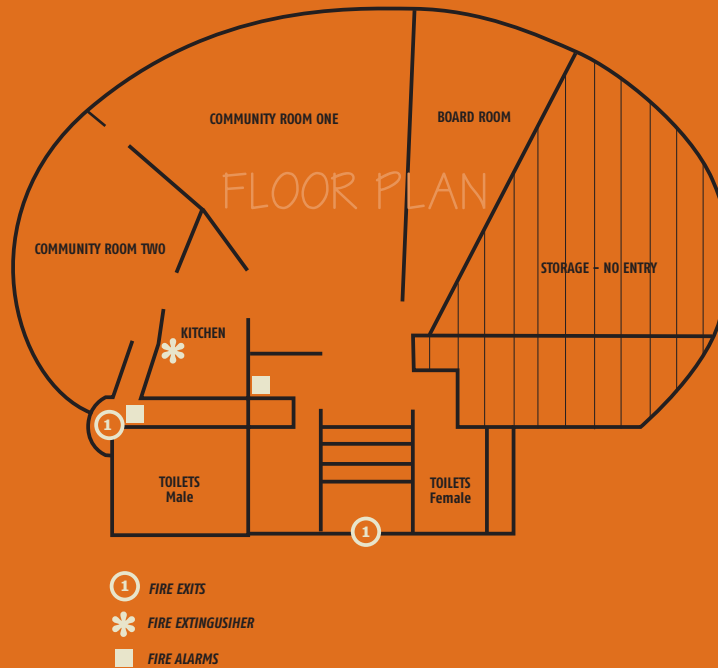 COMMUNITY ROOM ONE
BOARD ROOM
FLOOR PLAN
COMMUNITY ROOM TWO
STORAGE - NO ENTRY
KITCHEN
1
TOILETS
Male
TOILETS
Female
1
1 FIRE EXITS
FIRE EXTINGUSIHER
FIRE ALARMS